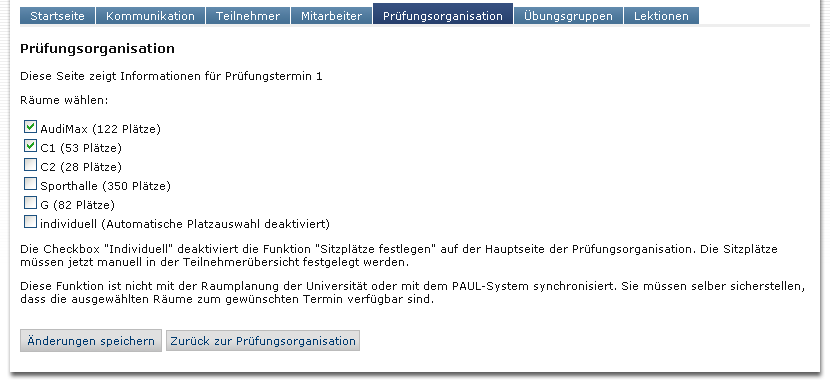 Startseite Kommunikation Teilnehmer Mitarbeiter Prüfungsorganisation Übungsgruppen Lektionen
Prüfungsorganisation
Diese Seite zeigt Informationen für Prüfungstermin 1
Räume wählen:
AudiMax (122 Plätze)
C1 (53 Plätze)
C2 (28 Plätze)
Sporthalle (350 Plätze)
G (82 Plätze)
individuell (Automatische Platzauswahl deaktiviert)
Die Checkbox "Individuell" deaktiviert die Funktion "Sitzplätze festlegen" auf der Hauptseite der Prüfungsorganisation. Die Sitzplätze
müssen jetzt manuell in der Teilnehmerübersicht festgelegt werden.
Diese Funktion ist nicht mit der Raumplanung der Universität oder mit dem PAUL-System synchronisiert. Sie müssen selber sicherstellen,
dass die ausgewählten Räume zum gewünschten Termin verfügbar sind.
Änderungen speichern Zurück zur Prüfungsorganisation